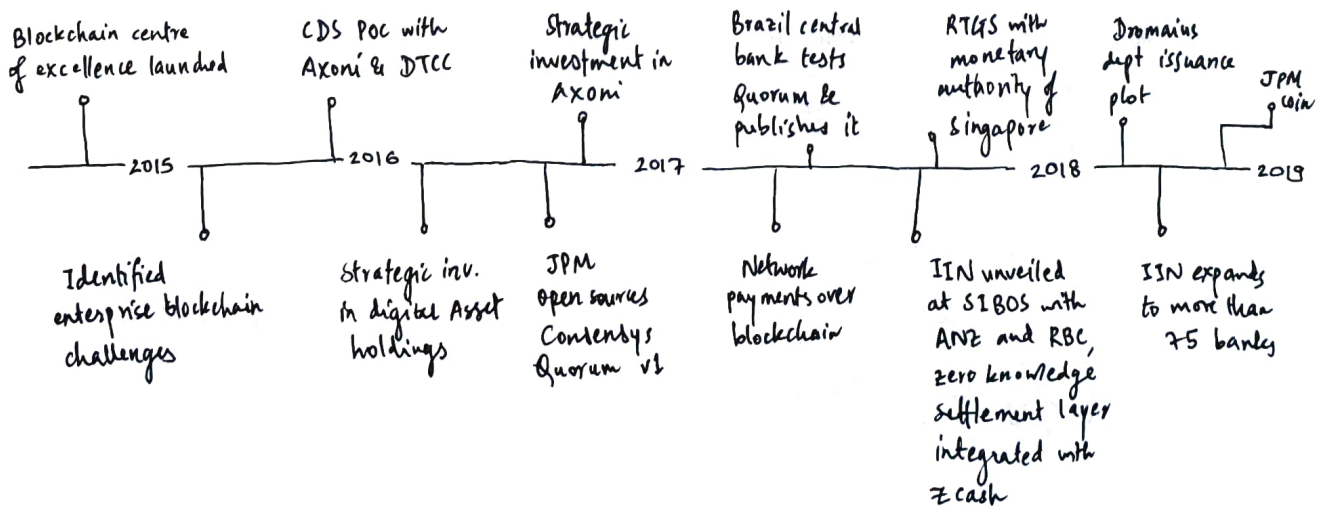 Blockchain centre
of excellence launched
CDS POC with
Axoni & DTCC
Strategic
investment in
Axoni
Brazil central
bank tests
Quorum &
publishes it
RTGS with
monetary
authority of
Singapore
Dromaius
dept issuance
plot
JPM
coin
2015
2016
2017
2018
2019
Identified
enterprise blockchain
challenges
Strategic inv.
in digital Asset
holdings
JPM
open sources
Consensys
Quorum v1
Network
payments over
blockchain
IIN unveiled
at SIBOS with
ANZ and RBC,
zero knowledge
settlement layer
integrated with
Z cash
IIN expands
to more than
75 banks